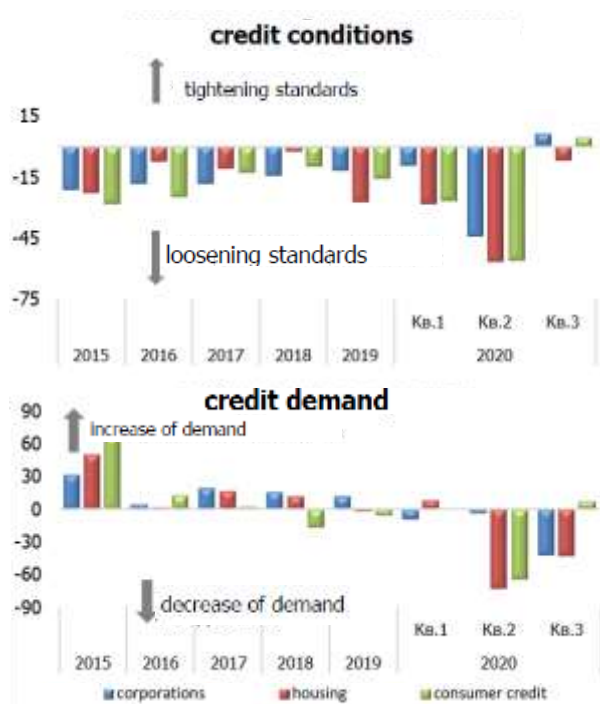 credit conditions
tightening standards
15
-15
-45
-75
loosening standards
Кв.1 Кв.2 Кв.3
2015 2016 2017 2018 2019 2020
credit demand
90
60
30
0
-30
-60
-90
increase of demand
decrease of demand
Кв.1 Кв.2 Кв.3
2015 2016 2017 2018 2019 2020
corporations housing consumer credit